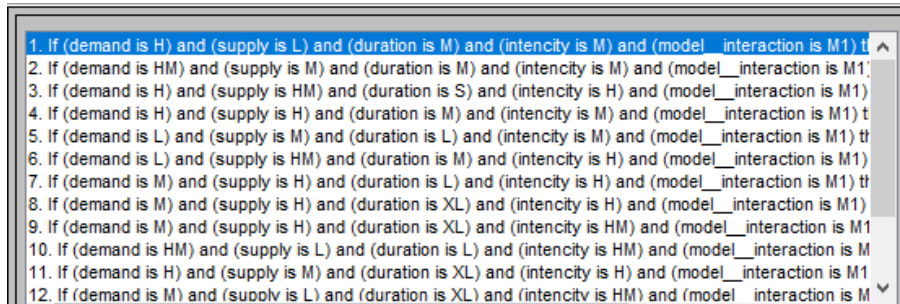 1. If (demand is H) and (supply is L) and (duration is M) and (intencity is M) and (model__interaction is M1) th
2. If (demand is HM) and (supply is M) and (duration is M) and (intencity is M) and (model__interaction is M1)
3. If (demand is H) and (supply is HM) and (duration is S) and (intencity is H) and (model__interaction is M1)
4. If (demand is H) and (supply is H) and (duration is M) and (intencity is M) and (model__interaction is M1) t
5. If (demand is L) and (supply is M) and (duration is L) and (intencity is M) and (model__interaction is M1) th
6. If (demand is L) and (supply is HM) and (duration is M) and (intencity is H) and (model__interaction is M1)
7. If (demand is M) and (supply is H) and (duration is L) and (intencity is H) and (model__interaction is M1) th
8. If (demand is M) and (supply is H) and (duration is XL) and (intencity is H) and (model__interaction is M1)
9. If (demand is M) and (supply is H) and (duration is XL) and (intencity is HM) and (model__interaction is M1
10. If (demand is HM) and (supply is L) and (duration is L) and (intencity is HM) and (model__interaction is M
11. If (demand is H) and (supply is M) and (duration is XL) and (intencity is H) and (model__interaction is M1
12. If (demand is M) and (supply is L) and (duration is XL) and (intencity is HM) and (model__interaction is M